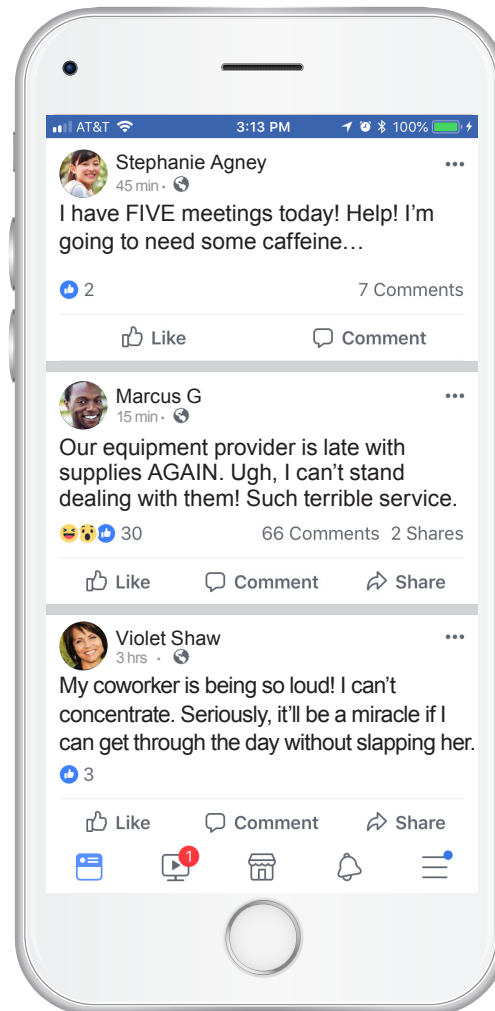 AT&T 3:13 PM 100%
Stephanie Agney
45 min ·
I have FIVE meetings today! Help! I’m
going to need some caffeine…
2 7 Comments
Like Comment
Marcus G
15 min ·
Our equipment provider is late with
supplies AGAIN. Ugh, I can’t stand
dealing with them! Such terrible service.
30 66 Comments 2 Shares
Like Comment Share
Violet Shaw
3 hrs ·
My coworker is being so loud! I can’t
concentrate. Seriously, it’ll be a miracle if I
can get through the day without slapping her.
3
Like Comment Share
1